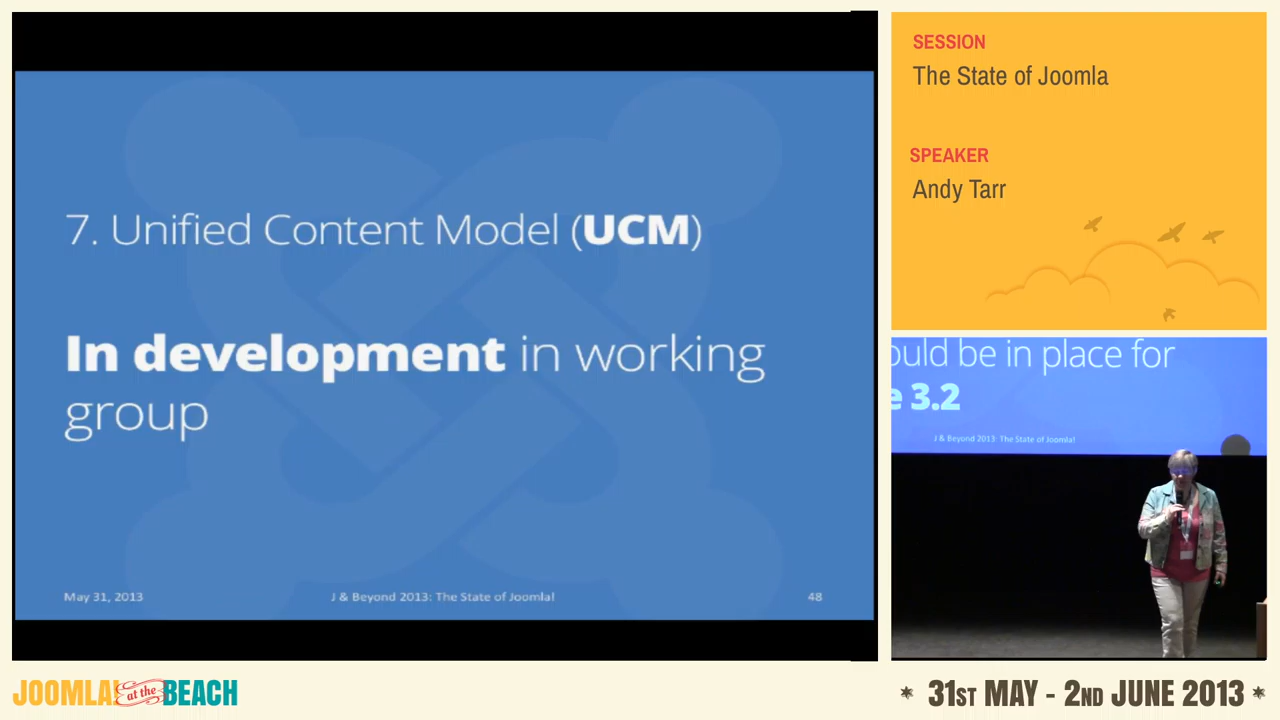 7. Unified Content Model (UCM)
In development in working
group
May 31, 2013
J & Beyond 2013: The State of Joomla!
48
SESSION
The State of Joomla
SPEAKER
Andy Tarr
ould be in place for
e 3.2
J & Beyond 2013: The State of Joomla!
JOOMLA! at the BEACH
* 31ST MAY - 2ND JUNE 2013 *